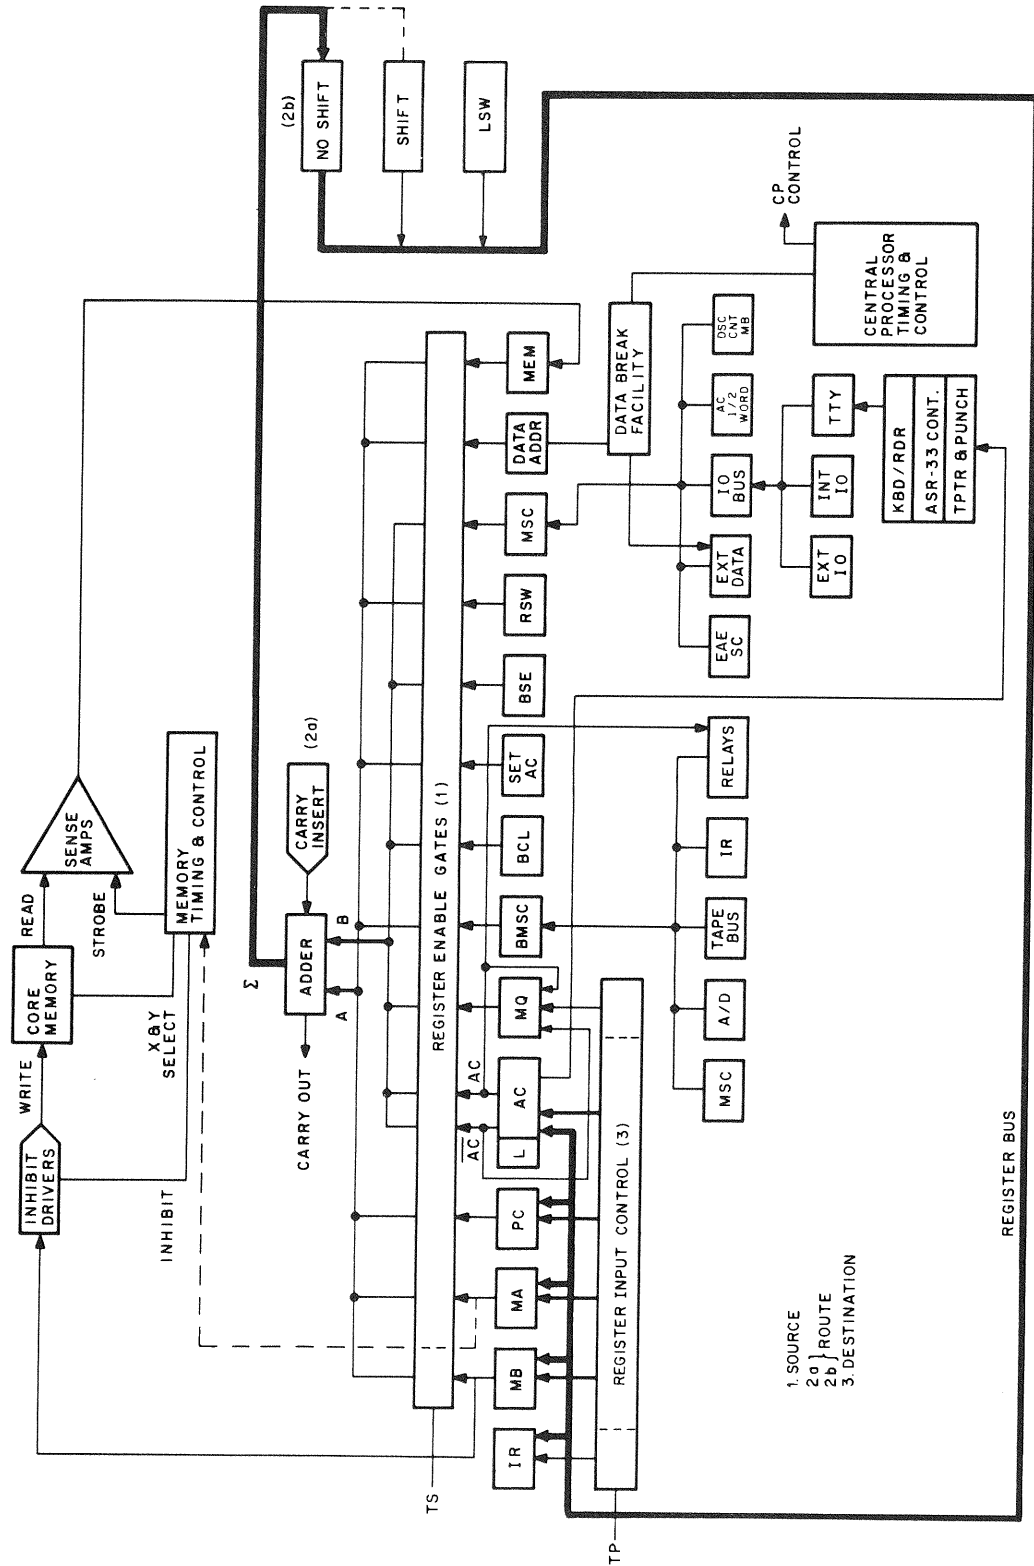 INHIBIT
DRIVERS
WRITE
CORE
MEMORY
READ
SENSE
AMPS
STROBE
X & Y
SELECT
INHIBIT
MEMORY
TIMING & CONTROL
Σ
CARRY OUT
ADDER
A
B
CARRY
INSERT
(2a)
(2b)
NO SHIFT
SHIFT
LSW
TS
REGISTER ENABLE GATES (1)
AC
AC
IR
MB
MA
PC
L
AC
MQ
BMSC
BCL
SET
AC
BSE
RSW
MSC
DATA
ADDR
MEM
TP
REGISTER INPUT CONTROL (3)
DATA BREAK
FACILITY
MSC
A/D
TAPE
BUS
IR
RELAYS
EAE
SC
EXT
DATA
IO
BUS
AC
1/2
WORD
DSC
CNT
MB
EXT
IO
INT
IO
TTY
KBD/RDR
ASR-33 CONT.
TPTR & PUNCH
CP
CONTROL
CENTRAL
PROCESSOR
TIMING &
CONTROL
1. SOURCE
2a } ROUTE
2b
3. DESTINATION
REGISTER BUS